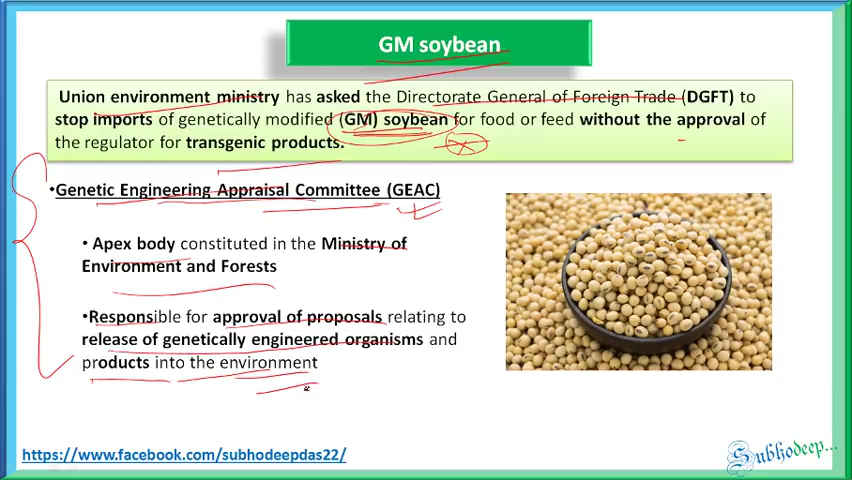 GM soybean
Union environment ministry has asked the Directorate General of Foreign Trade (DGFT) to
stop imports of genetically modified (GM) soybean for food or feed without the approval of
the regulator for transgenic products.
•Genetic Engineering Appraisal Committee (GEAC)
• Apex body constituted in the Ministry of
Environment and Forests
• Responsible for approval of proposals relating to
release of genetically engineered organisms and
products into the environment
https://www.facebook.com/subhodeepdas22/
Subhodeep...